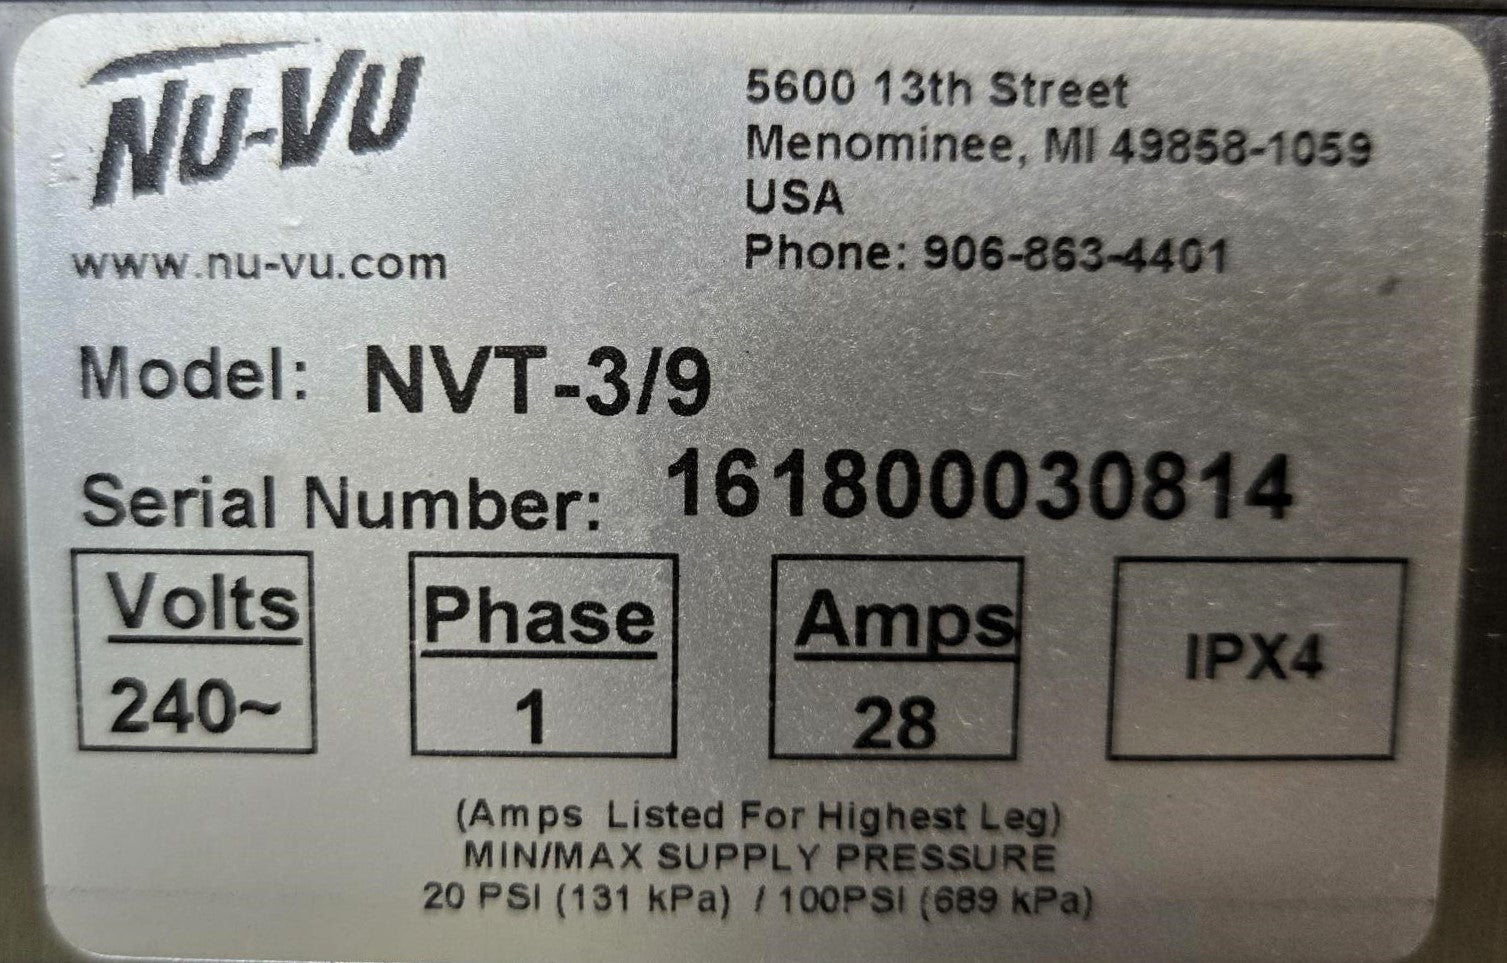 NU-VU
www.nu-vu.com
5600 13th Street
Menominee, MI 49858-1059
USA
Phone: 906-863-4401
Model: NVT-3/9
Serial Number: 161800030814
Volts
240~
Phase
1
Amps
28
IPX4
(Amps Listed For Highest Leg)
MIN/MAX SUPPLY PRESSURE
20 PSI (131 kPa) / 100PSI (689 kPa)